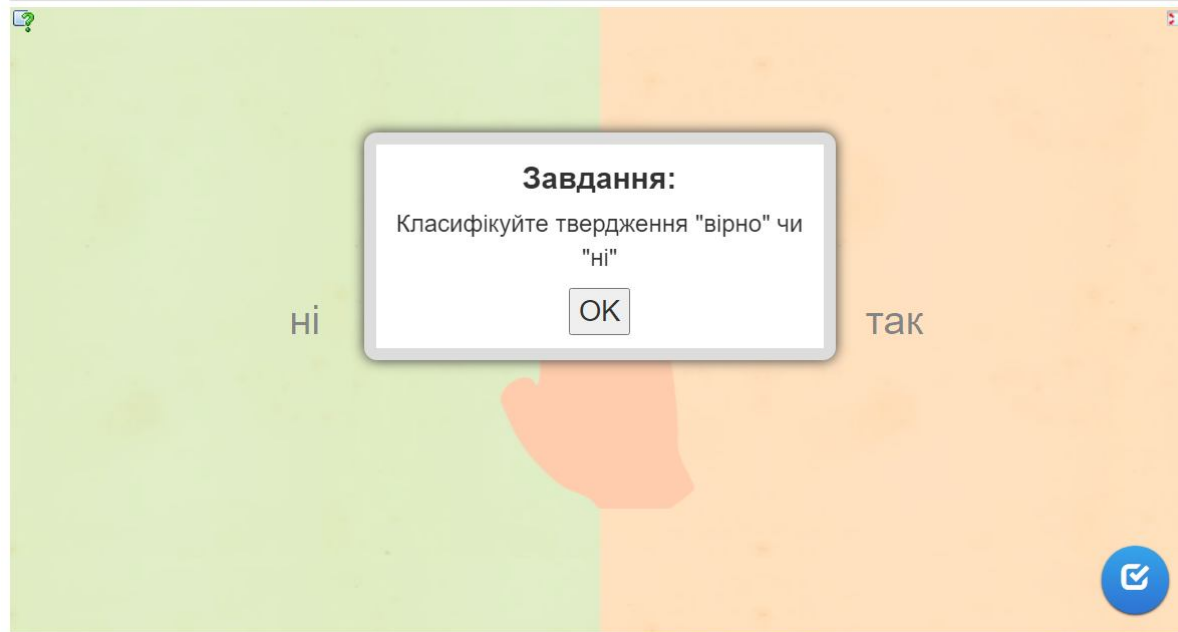 Завдання:
Класифікуйте твердження "вірно" чи
"ні"
OK
ні
так